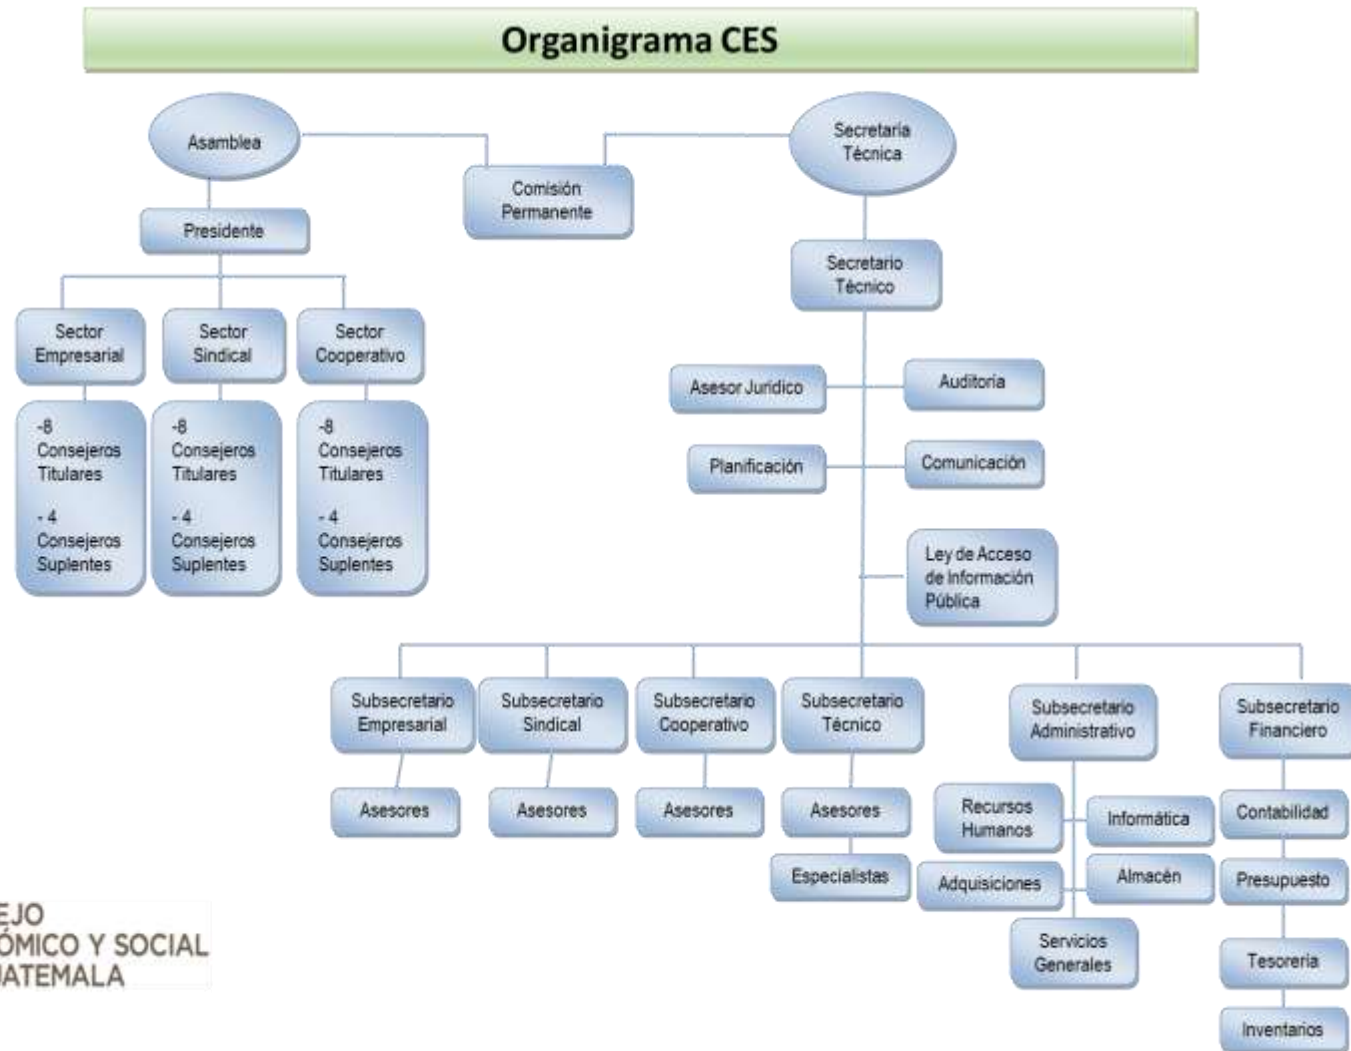 Organigrama CES
Asamblea
Secretaría
Técnica
Comisión
Permanente
Presidente
Secretario
Técnico
Sector
Empresarial
Sector
Sindical
Sector
Cooperativo
Asesor Jurídico
Auditoría
-8
Consejeros
Titulares
- 4
Consejeros
Suplentes
-8
Consejeros
Titulares
- 4
Consejeros
Suplentes
-8
Consejeros
Titulares
- 4
Consejeros
Suplentes
Planificación
Comunicación
Ley de Acceso
de Información
Pública
Subsecretario
Empresarial
Subsecretario
Sindical
Subsecretario
Cooperativo
Subsecretario
Técnico
Subsecretario
Administrativo
Subsecretario
Financiero
Asesores
Asesores
Asesores
Asesores
Especialistas
Recursos
Humanos
Informática
Adquisiciones
Almacén
Servicios
Generales
Contabilidad
Presupuesto
Tesorería
Inventarios
EJO
ÓMICO Y SOCIAL
UATEMALA